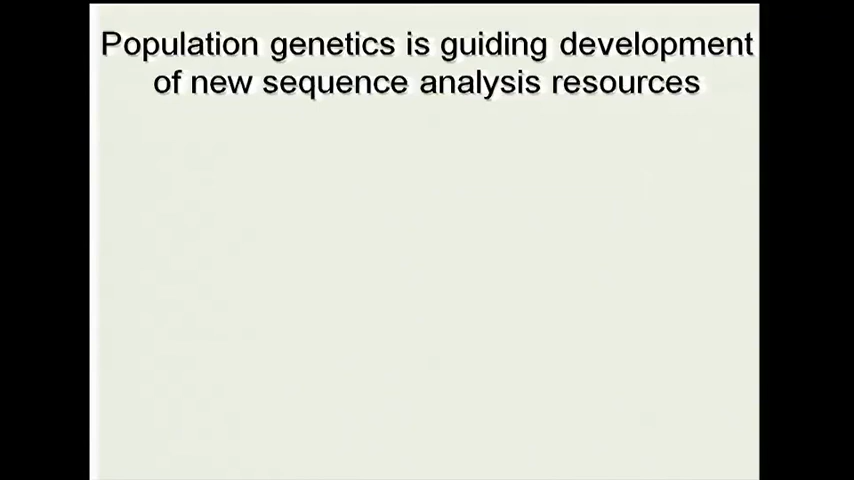 Population genetics is guiding development
of new sequence analysis resources